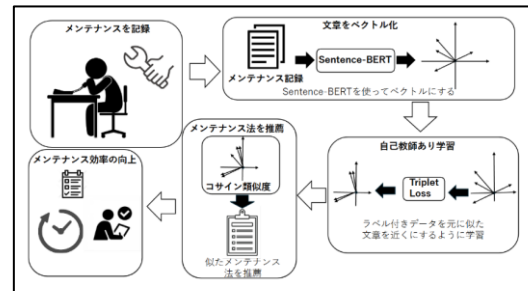 メンテナンスを記録
文章をベクトル化
メンテナンス記録
Sentence-BERT
Sentence-BERTを使ってベクトルにする
自己教師あり学習
Triplet
Loss
ラベル付きデータを元に似た
文章を近くにするように学習
メンテナンス法を推薦
コサイン類似度
似たメンテナンス
法を推薦
メンテナンス効率の向上